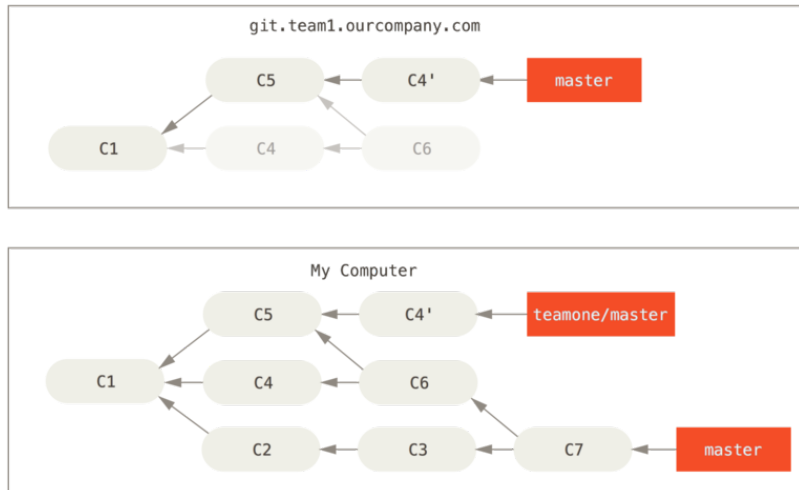 git.team1.ourcompany.com
C5 C4' master
C1 C4 C6
My Computer
C5 C4' teamone/master
C1 C4 C6
C2 C3 C7 master